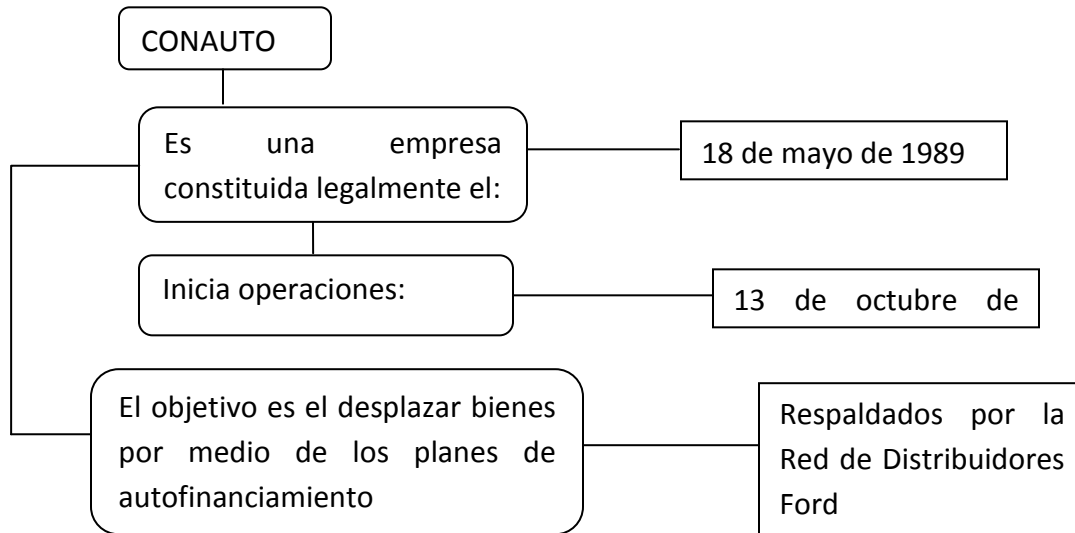 CONAUTO
Es una empresa
constituida legalmente el:
18 de mayo de 1989
Inicia operaciones:
13 de octubre de
El objetivo es el desplazar bienes
por medio de los planes de
autofinanciamiento
Respaldados por la
Red de Distribuidores
Ford